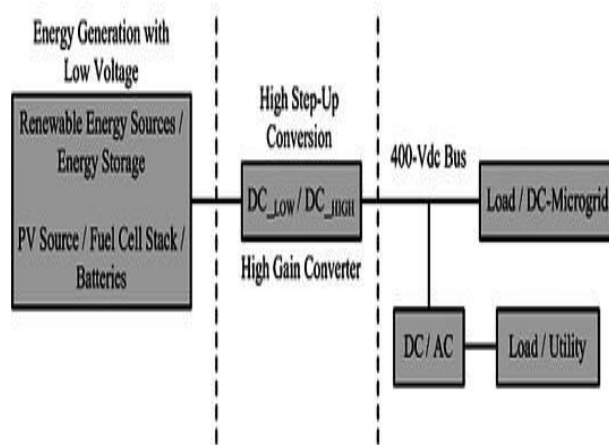 Energy Generation with
Low Voltage
Renewable Energy Sources /
Energy Storage
PV Source / Fuel Cell Stack /
Batteries
High Step-Up
Conversion
DC_LOW / DC_HIGH
High Gain Converter
400-Vdc Bus
Load / DC-Microgrid
DC / AC
Load / Utility